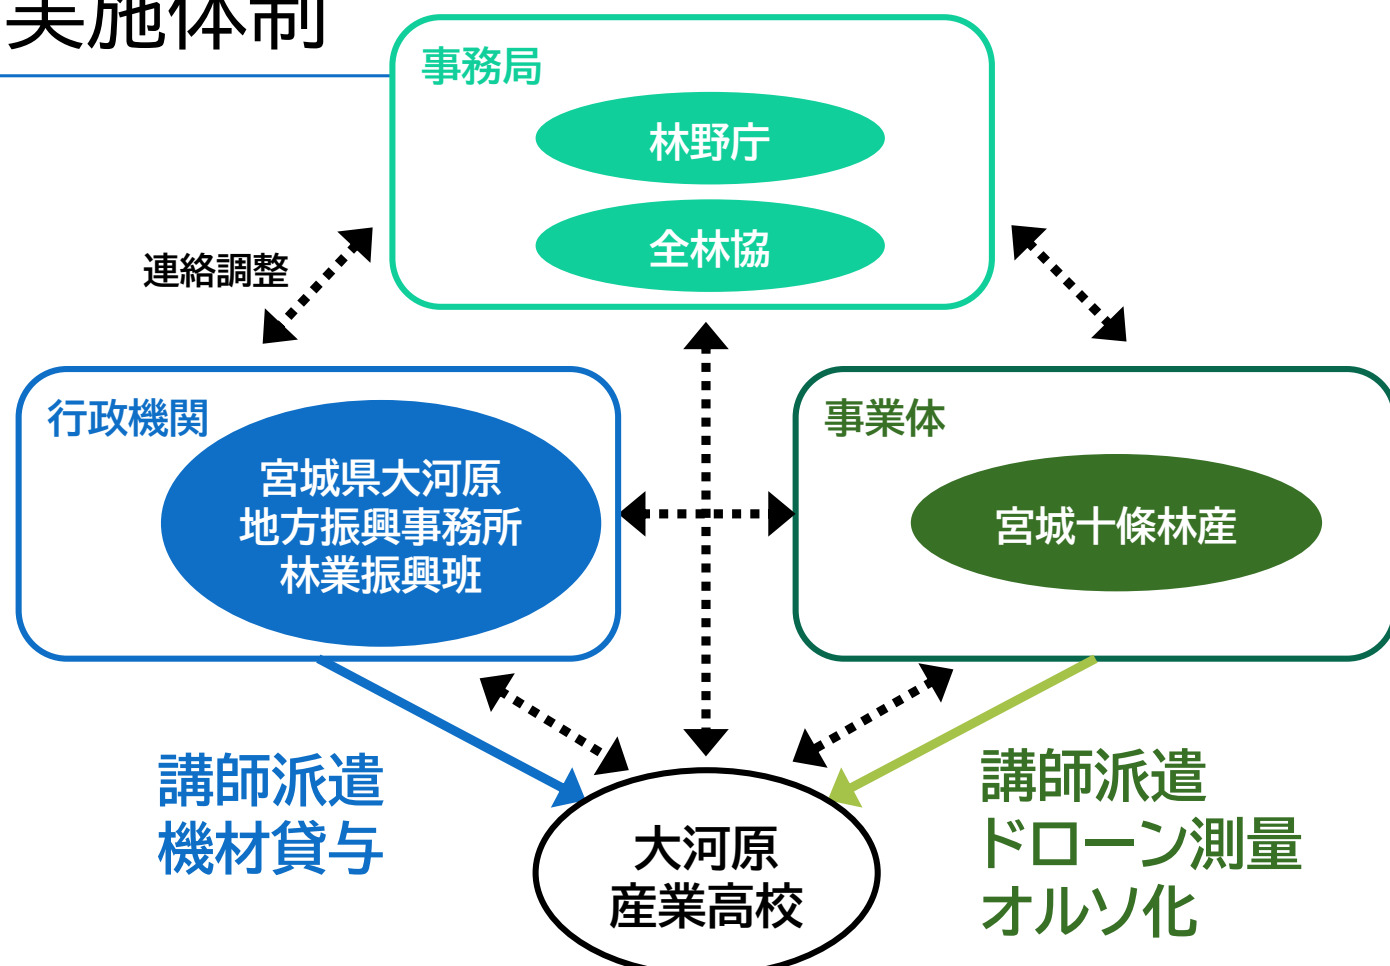 実施体制
事務局
林野庁
全林協
連絡調整
行政機関
宮城県大河原
地方振興事務所
林業振興班
事業体
宮城十條林産
講師派遣
機材貸与
講師派遣
ドローン測量
オルソ化
大河原
産業高校